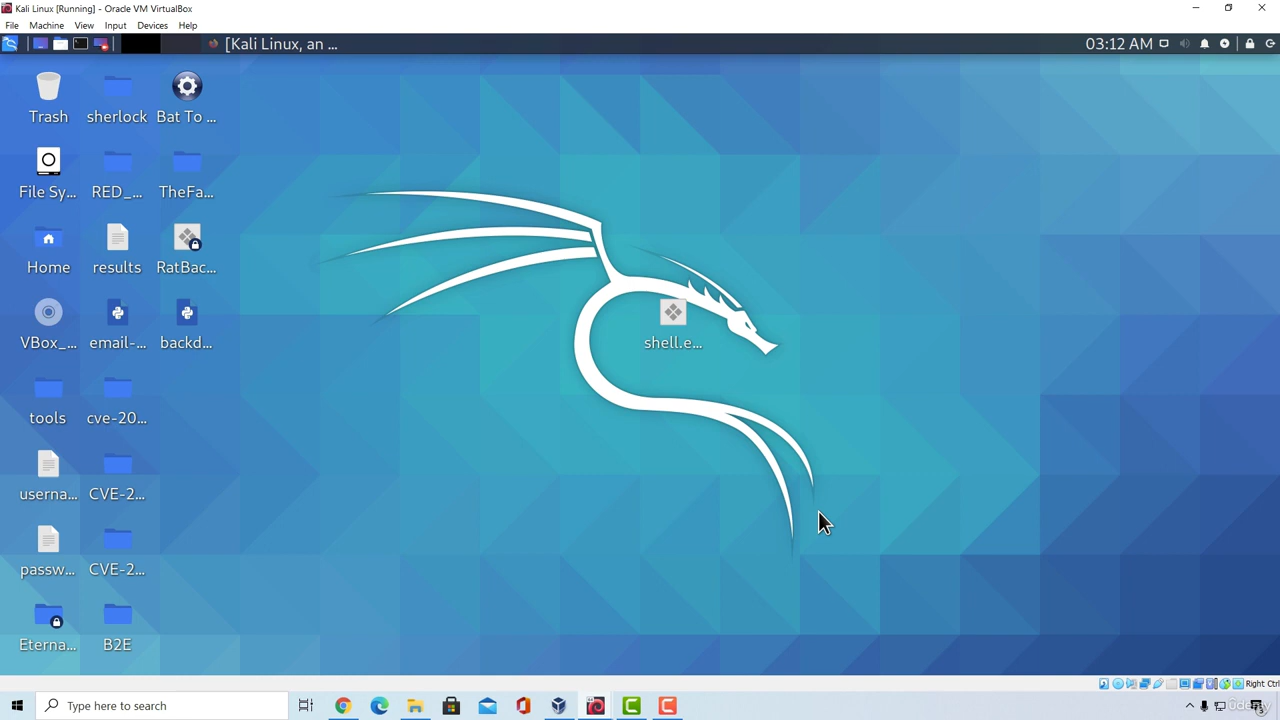 Kali Linux [Running] - Oracle VM VirtualBox
File Machine View Input Devices Help
[Kali Linux, an ...
03:12 AM
Trash
sherlock
Bat To ...
File Sy...
RED_...
TheFa...
Home
results
RatBac...
VBox_...
email-...
backd...
shell.e...
tools
cve-20...
userna...
CVE-2...
passw...
CVE-2...
Eterna...
B2E
Right Ctrl
Type here to search
Udemy